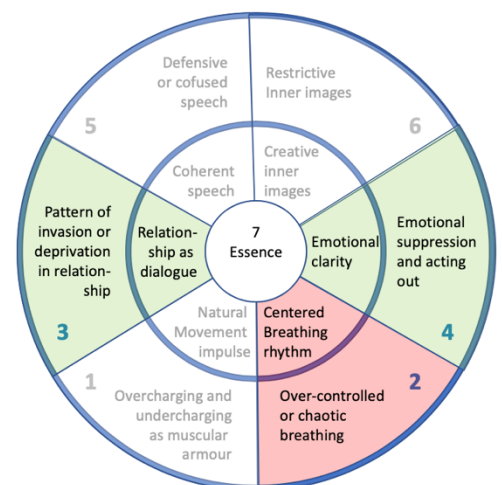 Defensive
or cofused
speech
5
Restrictive
Inner images
6
Coherent
speech
Creative
inner
images
Pattern of
invasion or
deprivation
in relation-
ship
3
Relation-
ship as
dialogue
7
Essence
Emotional
clarity
Emotional
suppression
and acting
out
4
Natural
Movement
impulse
Centered
Breathing
rhythm
1
Overcharging and
undercharging
as muscular
armour
2
Over-controlled
or chaotic
breathing